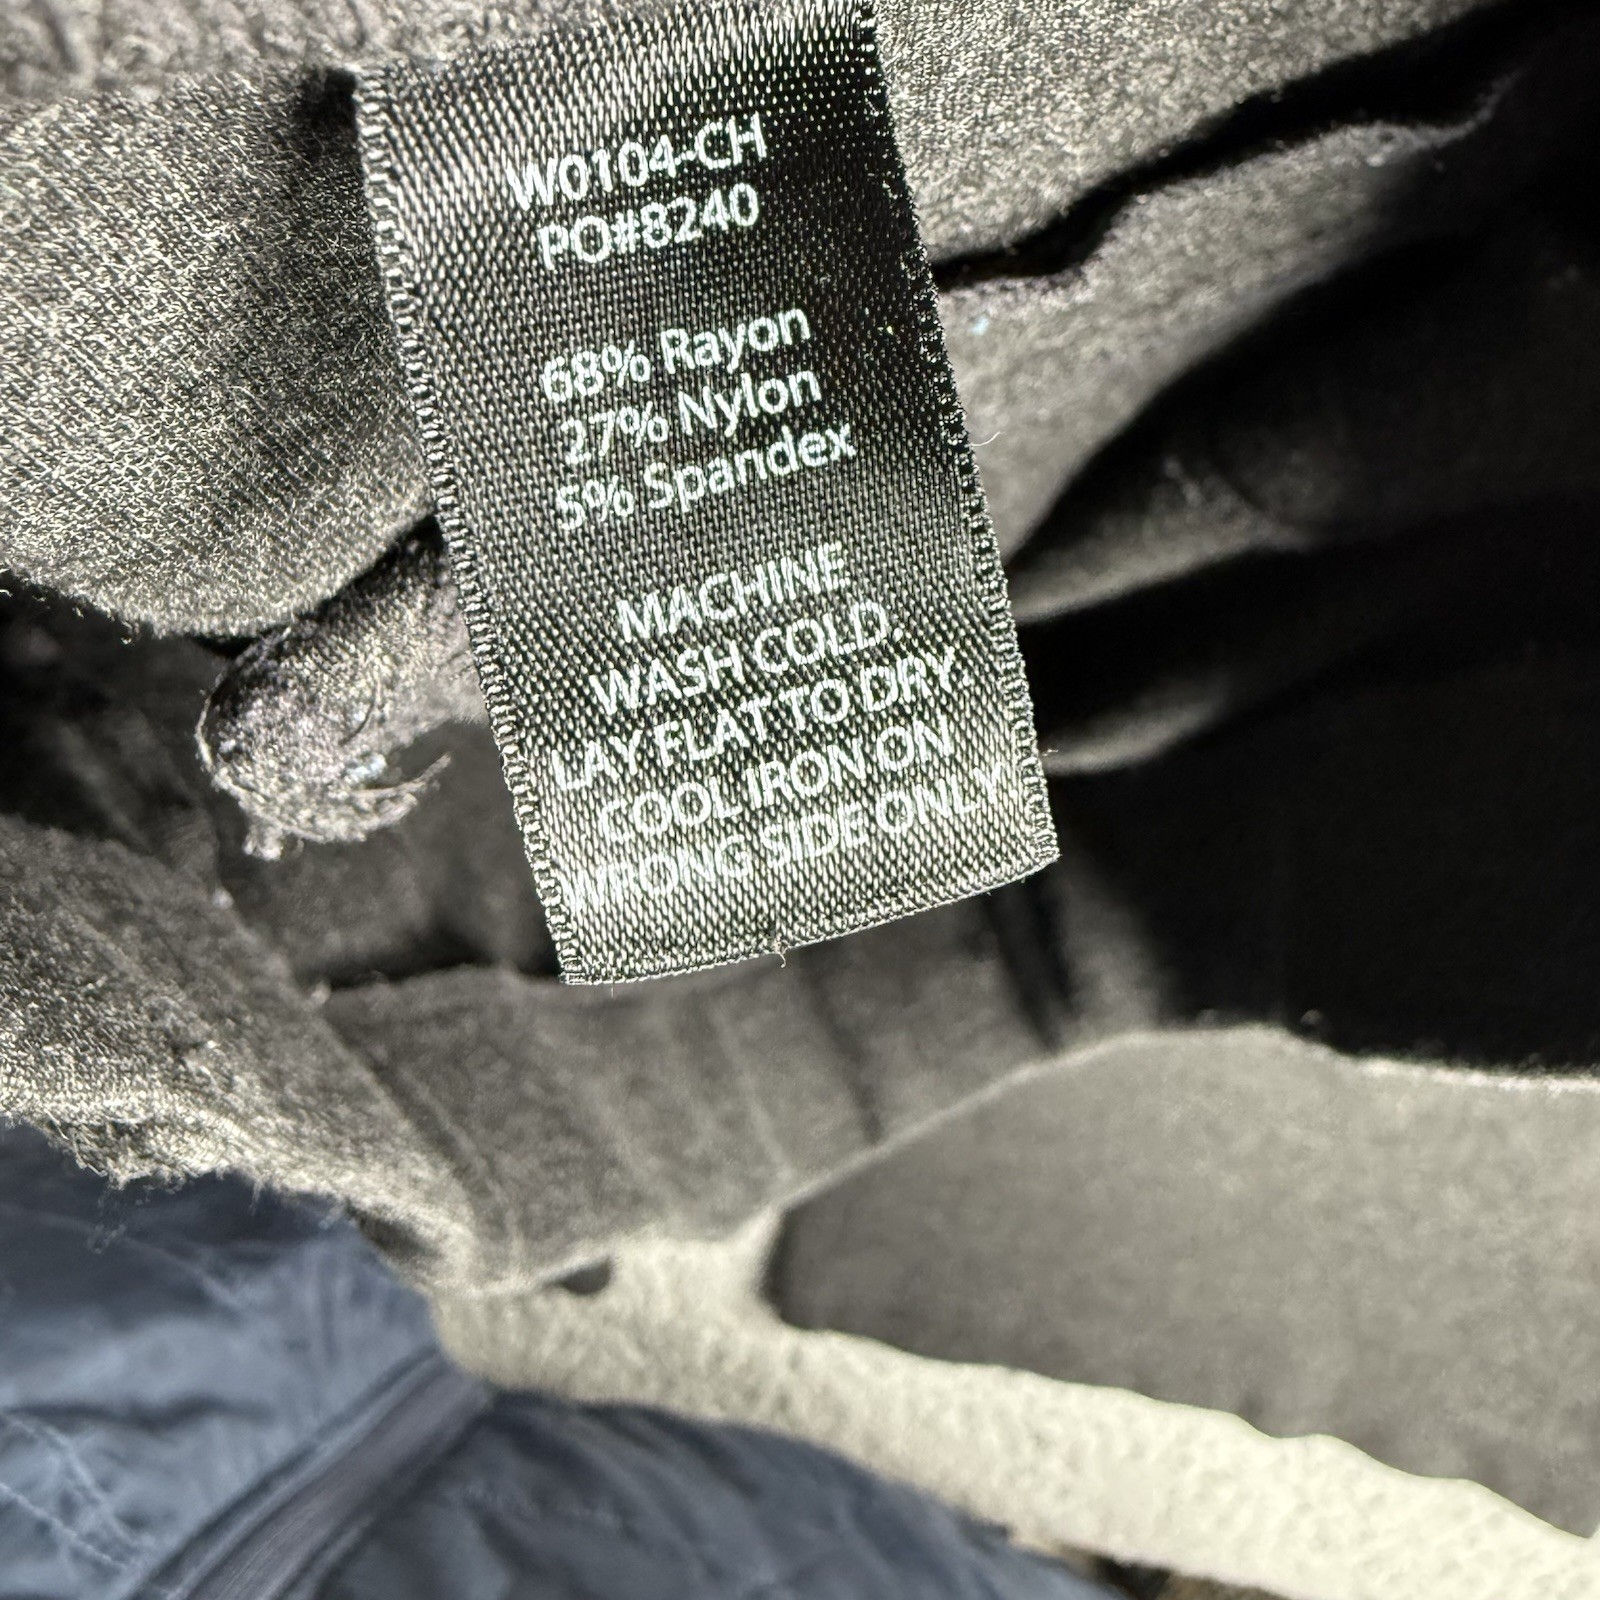 W0104-CH
PO#8240
68% Rayon
27% Nylon
5% Spandex
MACHINE
WASH COLD.
LAY FLAT TO DRY.
COOL IRON ON
WRONG SIDE ONLY